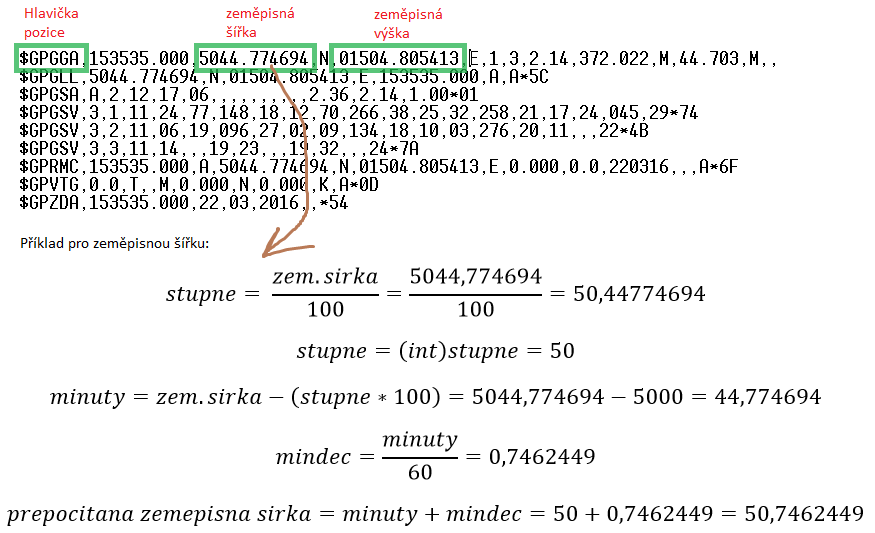 Hlavička pozice
zeměpisná šířka
zeměpisná výška
$GPGGA,153535.000,5044.774694,N,01504.805413,E,1,3,2.14,372.022,M,44.703,M,,
$GPGLL,5044.774694,N,01504.805413,E,153535.000,A,A*5C
$GPGSA,A,2,12,17,06,,,,,,,,,,2.36,2.14,1.00*01
$GPGSV,3,1,11,24,77,148,18,12,70,266,38,25,32,258,21,17,24,045,29*74
$GPGSV,3,2,11,06,19,096,27,02,09,134,18,10,03,276,20,11,,,22*4B
$GPGSV,3,3,11,14,,,19,23,,,19,32,,,24*7A
$GPRMC,153535.000,A,5044.774694,N,01504.805413,E,0.000,0.0,220316,,,A*6F
$GPVTG,0.0,T,,M,0.000,N,0.000,K,A*0D
$GPZDA,153535.000,22,03,2016,,*54
Příklad pro zeměpisnou šířku:
stupne = zem.sirka / 100 = 5044,774694 / 100 = 50,44774694
stupne = (int)stupne = 50
minuty = zem.sirka − (stupne * 100) = 5044,774694 − 5000 = 44,774694
mindec = minuty / 60 = 0,7462449
prepocitana zemepisna sirka = minuty + mindec = 50 + 0,7462449 = 50,7462449